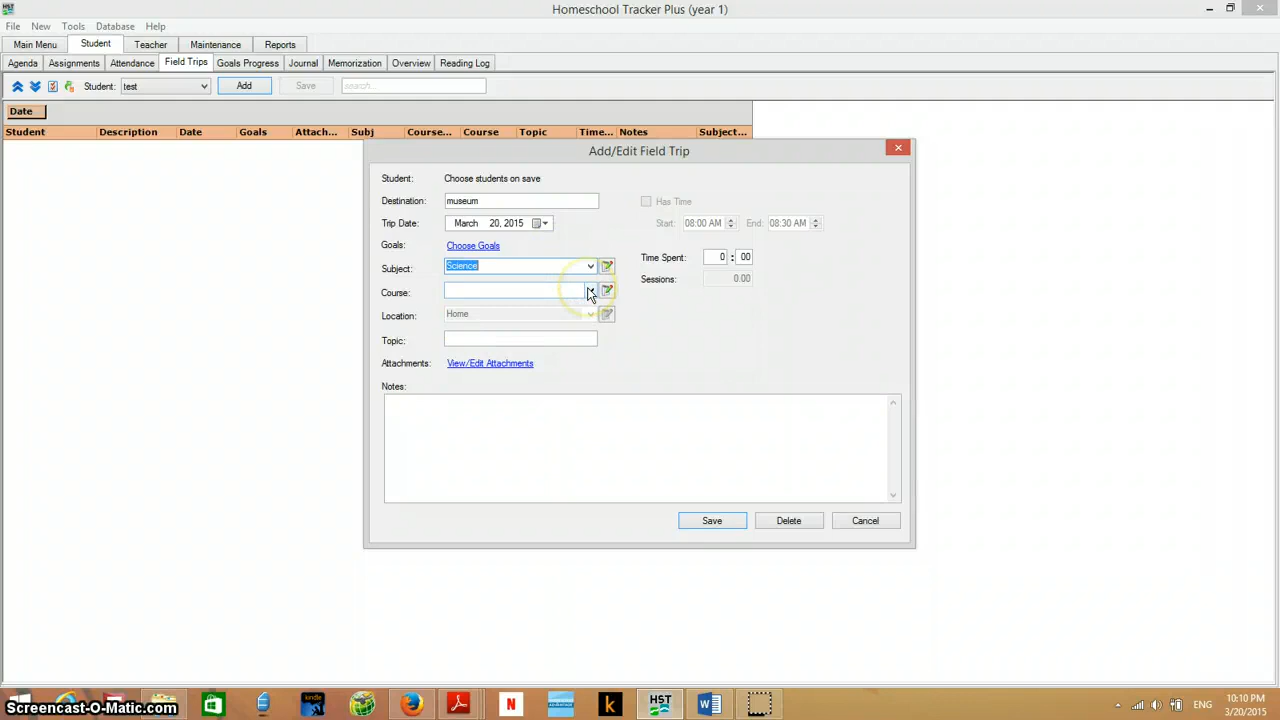 Homeschool Tracker Plus (year 1)
File New Tools Database Help
Main Menu Student Teacher Maintenance Reports
Agenda Assignments Attendance Field Trips Goals Progress Journal Memorization Overview Reading Log
Student: test Add Save search...
Date
Student Description Date Goals Attach... Subj Course... Course Topic Time... Notes Subject...
Add/Edit Field Trip
Student: Choose students on save
Destination: museum Has Time
Trip Date: March 20, 2015 Start: 08:00 AM End: 08:30 AM
Goals: Choose Goals
Subject: Science Time Spent: 0 : 00
Course: Sessions: 0.00
Location: Home
Topic:
Attachments: View/Edit Attachments
Notes:
Save Delete Cancel
kindle ADVANTAGE N k HST
ENG 10:10 PM
3/20/2015
Screencast-O-Matic.com